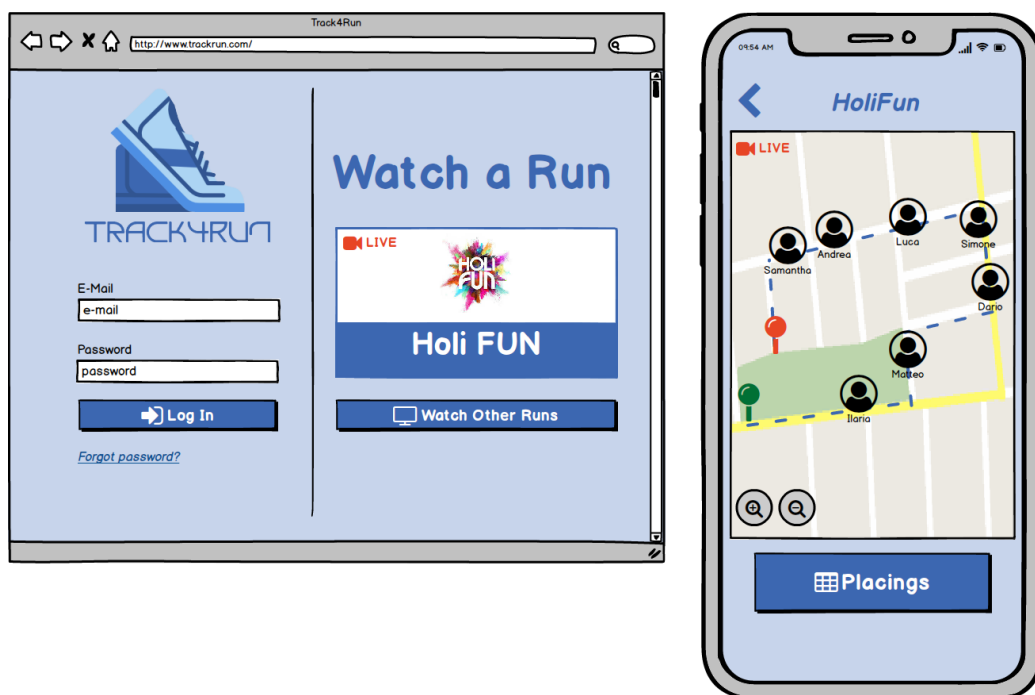 Track4Run
http://www.trackrun.com/
TRACK4RUN
E-Mail
e-mail
Password
password
Log In
Forgot password?
Watch a Run
LIVE
HOLI
FUN
Holi FUN
Watch Other Runs
09:54 AM
HoliFun
LIVE
Samantha
Andrea
Luca
Simone
Dario
Matteo
Ilaria
Placings